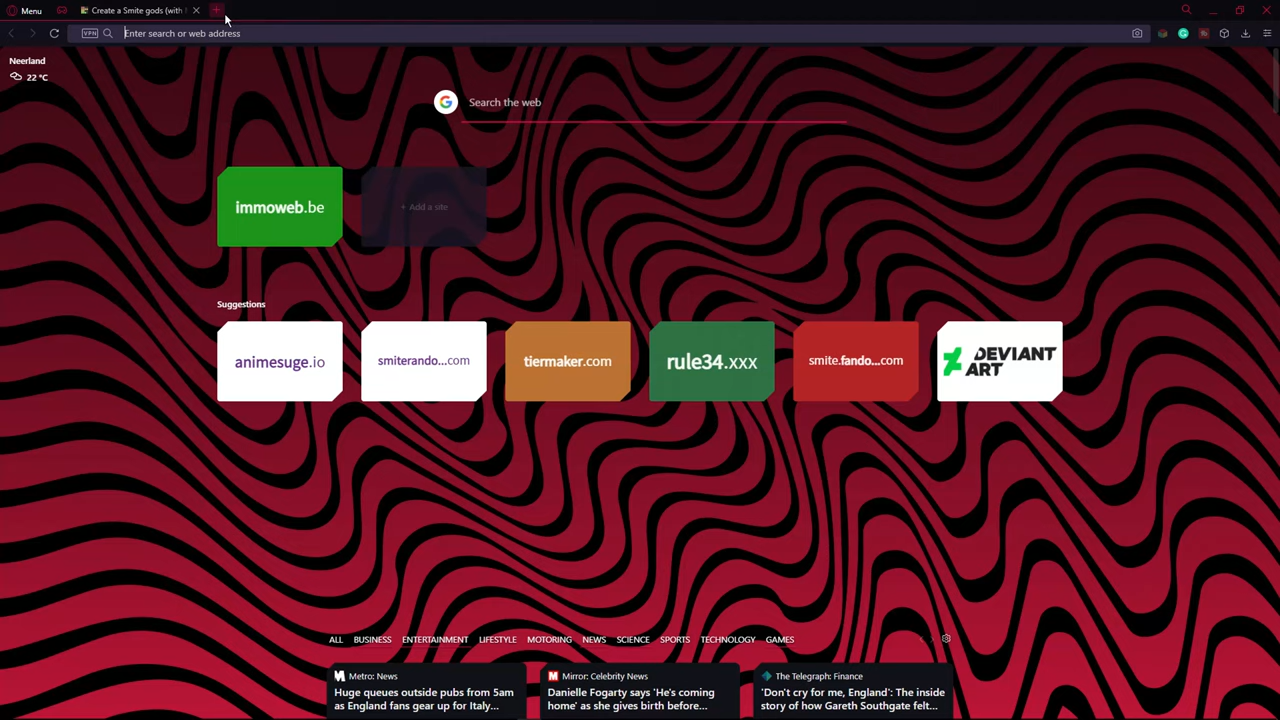 Menu
Create a Smite gods (with
VPN
Enter search or web address
Neerland
22 °C
Search the web
immoweb.be
+ Add a site
Suggestions
animesuge.io
smiterando...com
tiermaker.com
rule34.xxx
smite.fando...com
DEVIANT
ART
ALL BUSINESS ENTERTAINMENT LIFESTYLE MOTORING NEWS SCIENCE SPORTS TECHNOLOGY GAMES
Metro: News
Huge queues outside pubs from 5am
as England fans gear up for Italy...
Mirror: Celebrity News
Danielle Fogarty says 'He's coming
home' as she gives birth before...
The Telegraph: Finance
'Don't cry for me, England': The inside
story of how Gareth Southgate felt...